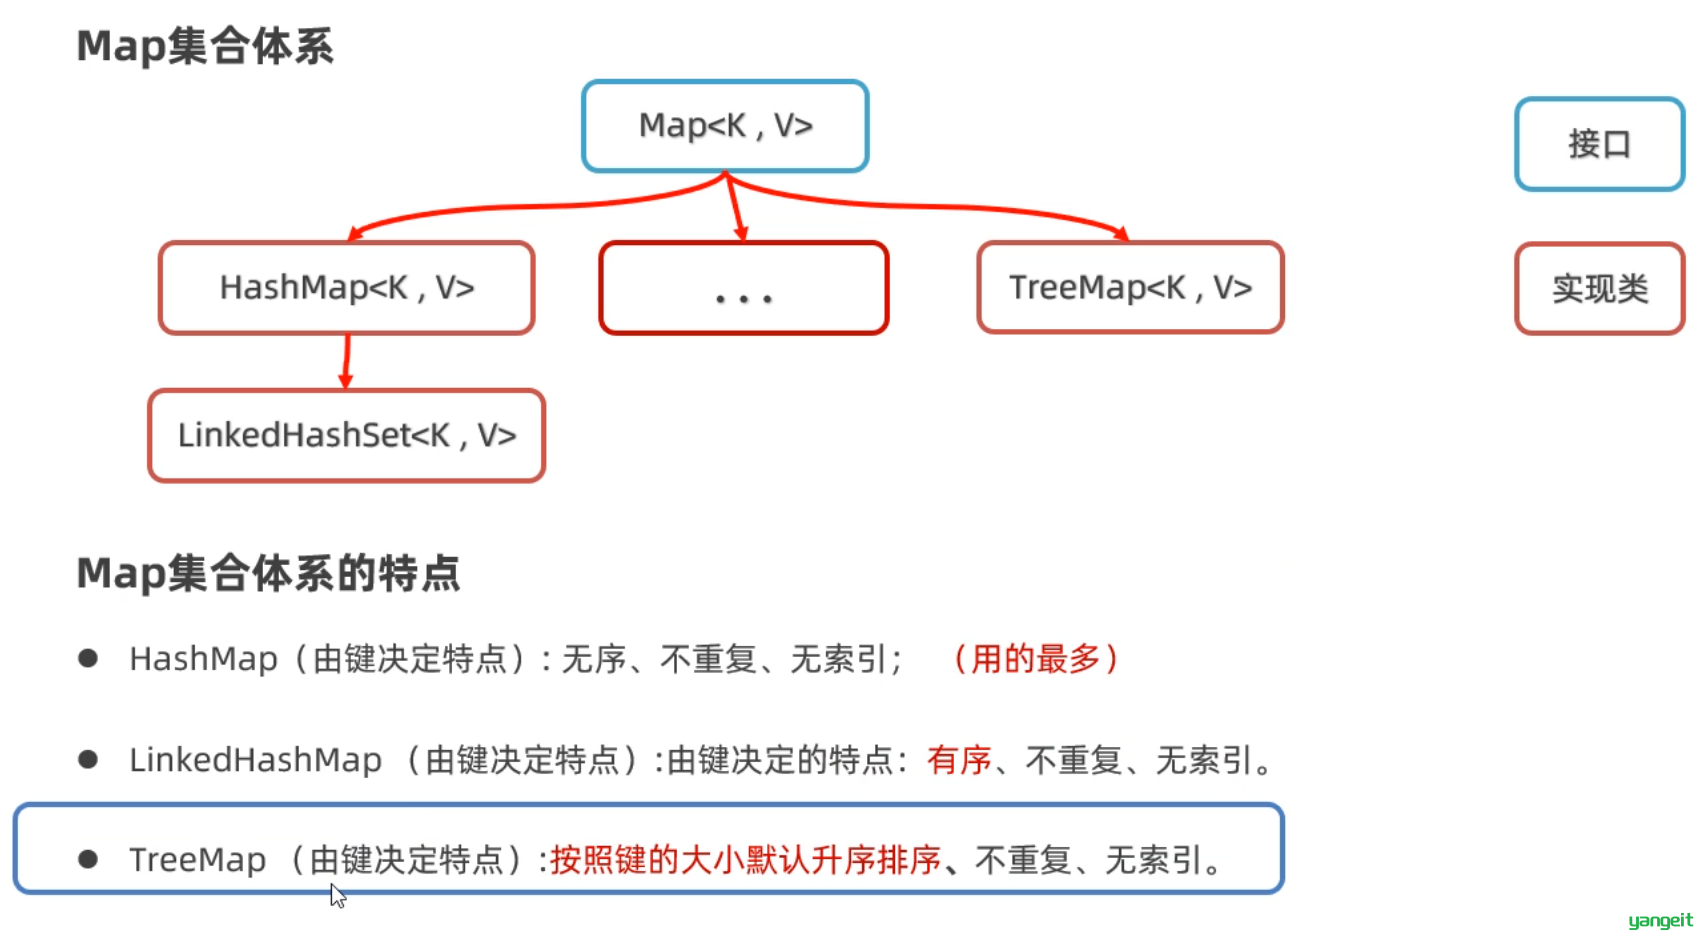 Map集合体系
Map<K , V>
接口
HashMap<K , V>
...
TreeMap<K , V>
实现类
LinkedHashSet<K , V>
Map集合体系的特点
● HashMap（由键决定特点）: 无序、不重复、无索引； （用的最多）
● LinkedHashMap （由键决定特点）:由键决定的特点：有序、不重复、无索引。
● TreeMap （由键决定特点）:按照键的大小默认升序排序、不重复、无索引。
yangeit